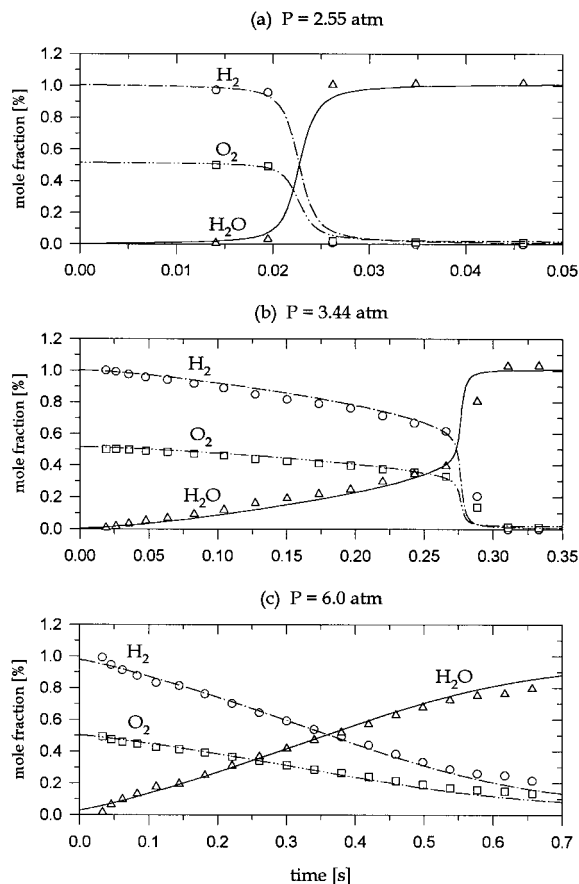 (a) P = 2.55 atm
mole fraction [%]
1.2
1.0
0.8
0.6
0.4
0.2
0.0
H₂
O₂
H₂O
0.00 0.01 0.02 0.03 0.04 0.05
(b) P = 3.44 atm
mole fraction [%]
1.2
1.0
0.8
0.6
0.4
0.2
0.0
H₂
O₂
H₂O
0.00 0.05 0.10 0.15 0.20 0.25 0.30 0.35
(c) P = 6.0 atm
mole fraction [%]
1.2
1.0
0.8
0.6
0.4
0.2
0.0
H₂
H₂O
O₂
0.0 0.1 0.2 0.3 0.4 0.5 0.6 0.7
time [s]